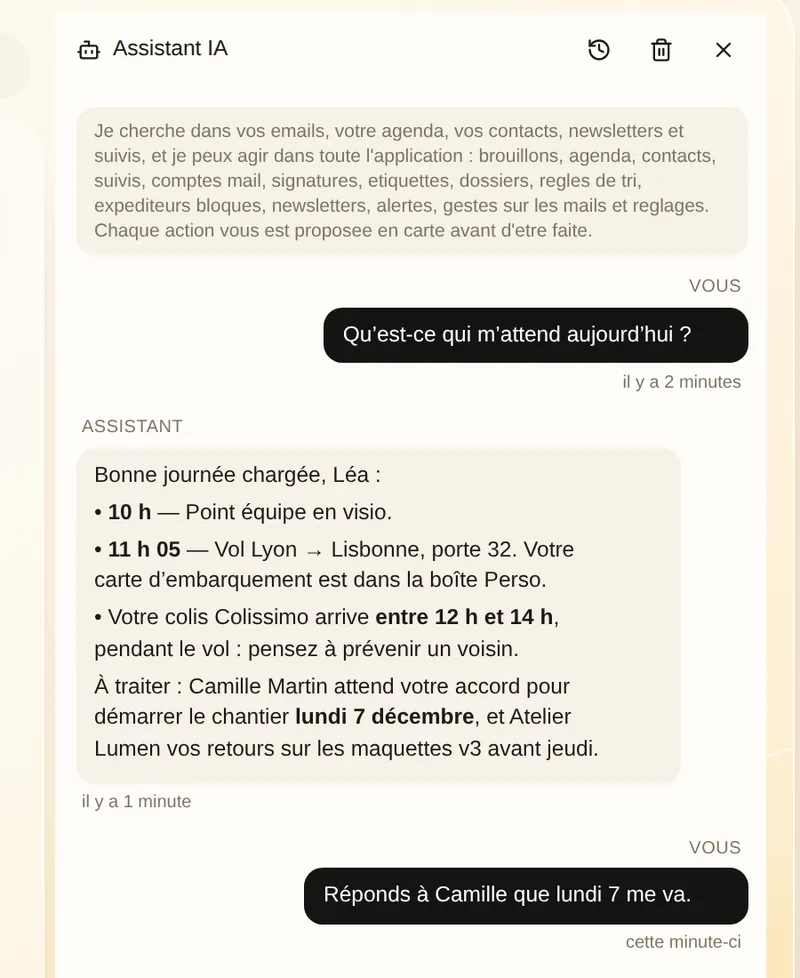 Assistant IA
Je cherche dans vos emails, votre agenda, vos contacts, newsletters et
suivis, et je peux agir dans toute l'application : brouillons, agenda, contacts,
suivis, comptes mail, signatures, etiquettes, dossiers, regles de tri,
expediteurs bloques, newsletters, alertes, gestes sur les mails et reglages.
Chaque action vous est proposee en carte avant d'etre faite.
VOUS
Qu’est-ce qui m’attend aujourd’hui ?
il y a 2 minutes
ASSISTANT
Bonne journée chargée, Léa :
• 10 h — Point équipe en visio.
• 11 h 05 — Vol Lyon → Lisbonne, porte 32. Votre
carte d’embarquement est dans la boîte Perso.
• Votre colis Colissimo arrive entre 12 h et 14 h,
pendant le vol : pensez à prévenir un voisin.
À traiter : Camille Martin attend votre accord pour
démarrer le chantier lundi 7 décembre, et Atelier
Lumen vos retours sur les maquettes v3 avant jeudi.
il y a 1 minute
VOUS
Réponds à Camille que lundi 7 me va.
cette minute-ci